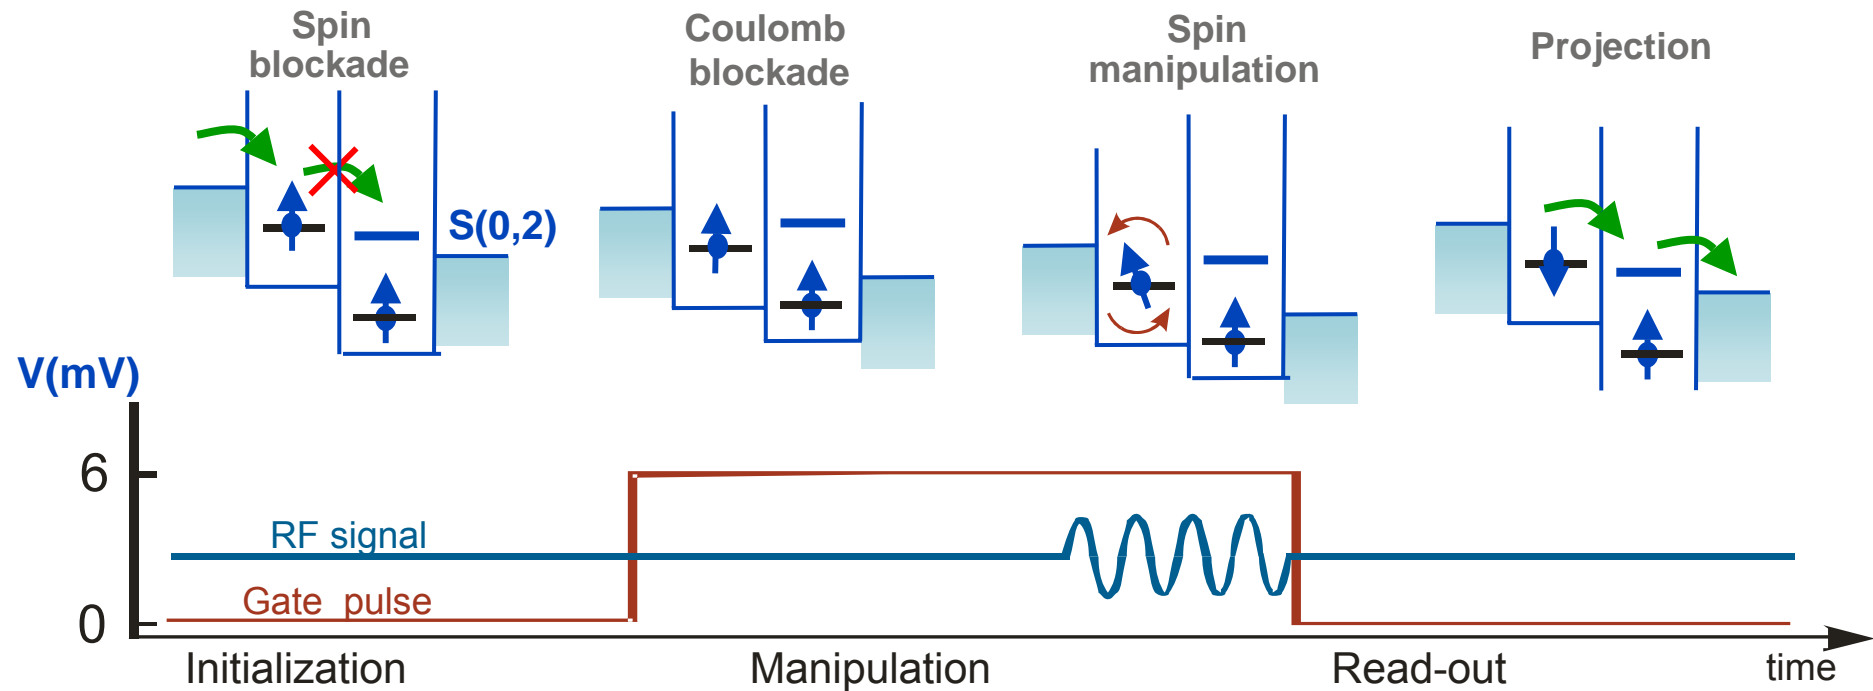 Spin
blockade
Coulomb
blockade
Spin
manipulation
Projection
S(0,2)
V(mV)
6
RF signal
Gate pulse
0
Initialization
Manipulation
Read-out
time